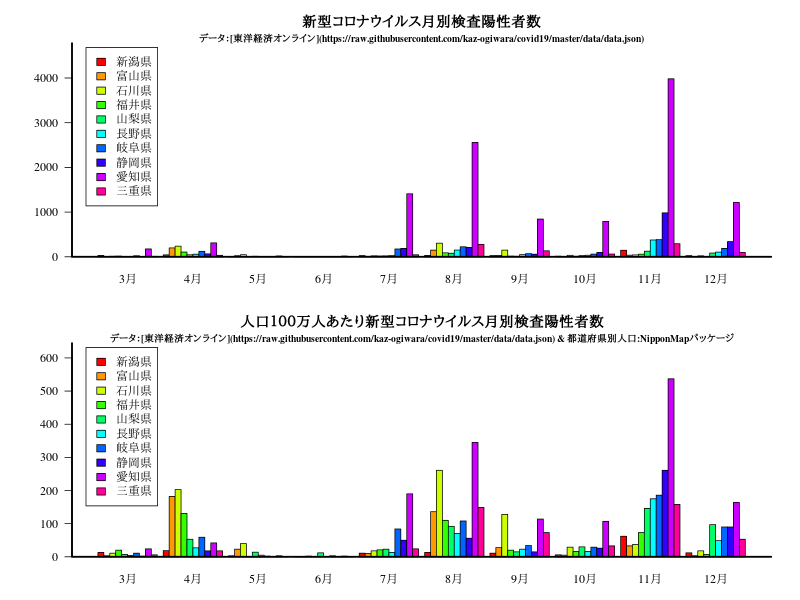 新型コロナウイルス月別検査陽性者数
データ:[東洋経済オンライン](https://raw.githubusercontent.com/kaz-ogiwara/covid19/master/data/data.json)
4000
3000
2000
1000
0
新潟県
富山県
石川県
福井県
山梨県
長野県
岐阜県
静岡県
愛知県
三重県
3月 4月 5月 6月 7月 8月 9月 10月 11月 12月
人口100万人あたり新型コロナウイルス月別検査陽性者数
データ:[東洋経済オンライン](https://raw.githubusercontent.com/kaz-ogiwara/covid19/master/data/data.json) & 都道府県別人口:NipponMapパッケージ
600
500
400
300
200
100
0
新潟県
富山県
石川県
福井県
山梨県
長野県
岐阜県
静岡県
愛知県
三重県
3月 4月 5月 6月 7月 8月 9月 10月 11月 12月